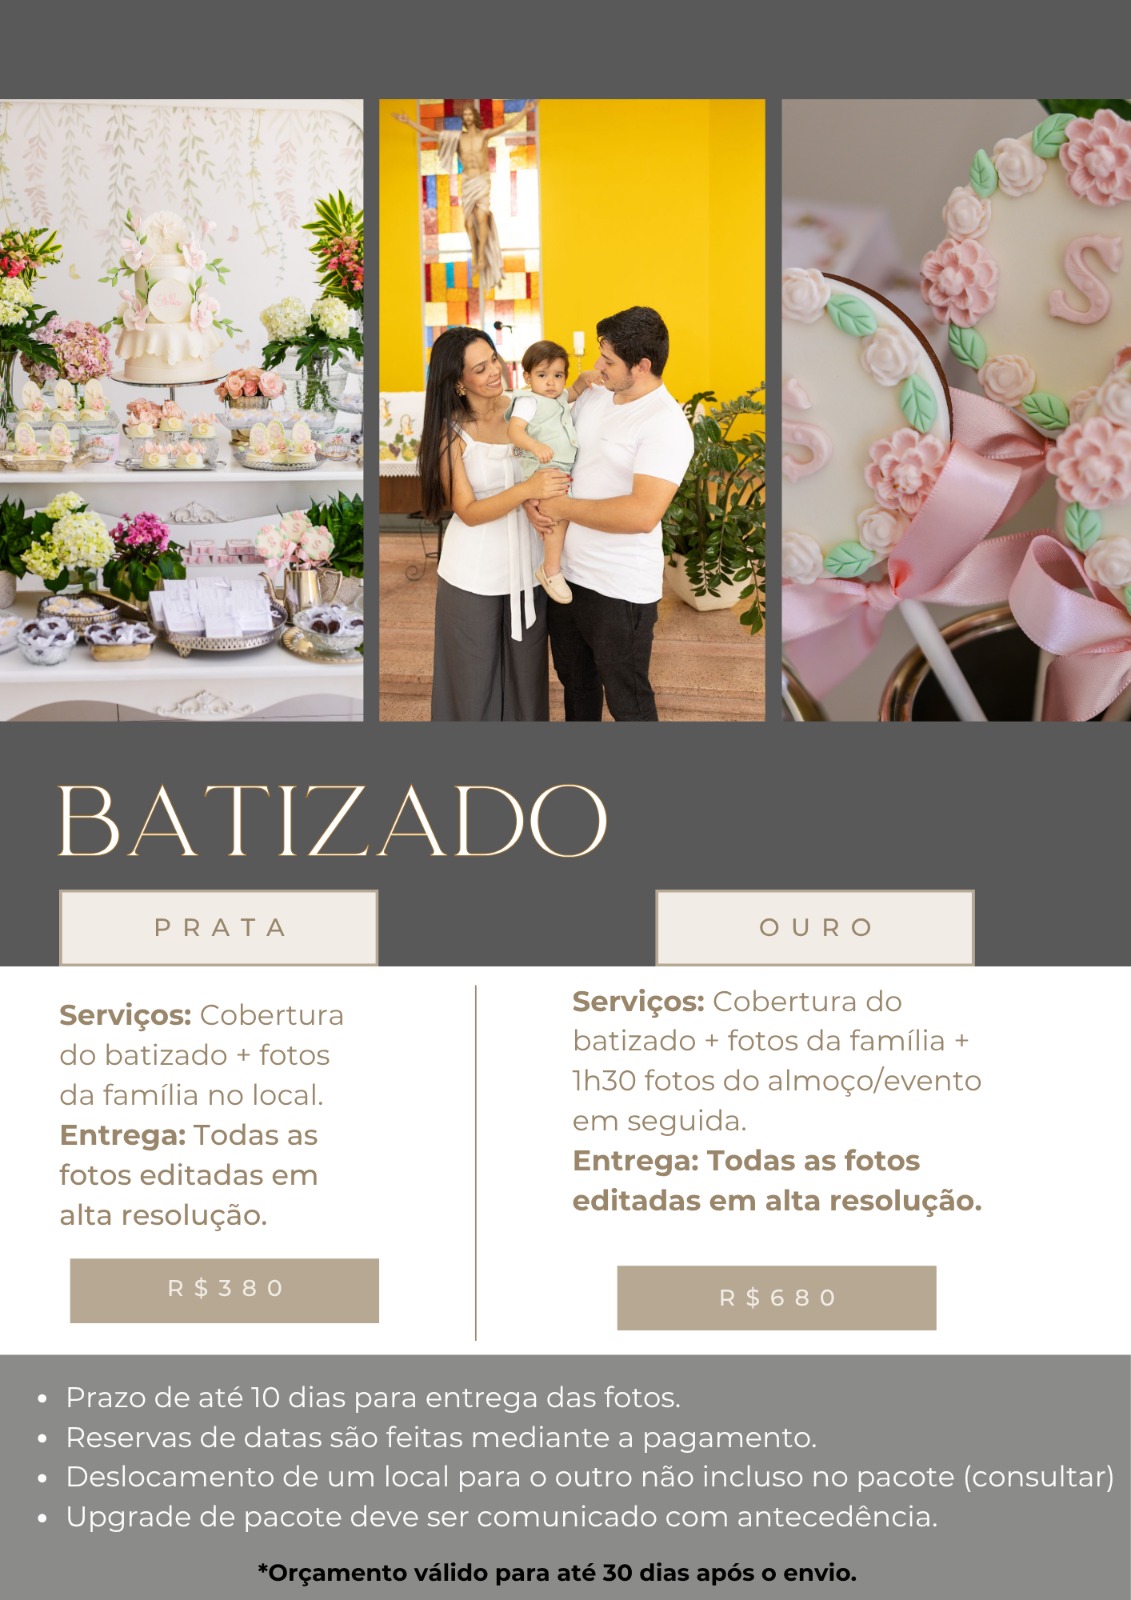 S
S
BATIZADO
PRATA
OURO
Serviços: Cobertura
do batizado + fotos
da família no local.
Entrega: Todas as
fotos editadas em
alta resolução.
R$380
Serviços: Cobertura do
batizado + fotos da família +
1h30 fotos do almoço/evento
em seguida.
Entrega: Todas as fotos
editadas em alta resolução.
R$680
• Prazo de até 10 dias para entrega das fotos.
• Reservas de datas são feitas mediante a pagamento.
• Deslocamento de um local para o outro não incluso no pacote (consultar)
• Upgrade de pacote deve ser comunicado com antecedência.
*Orçamento válido para até 30 dias após o envio.